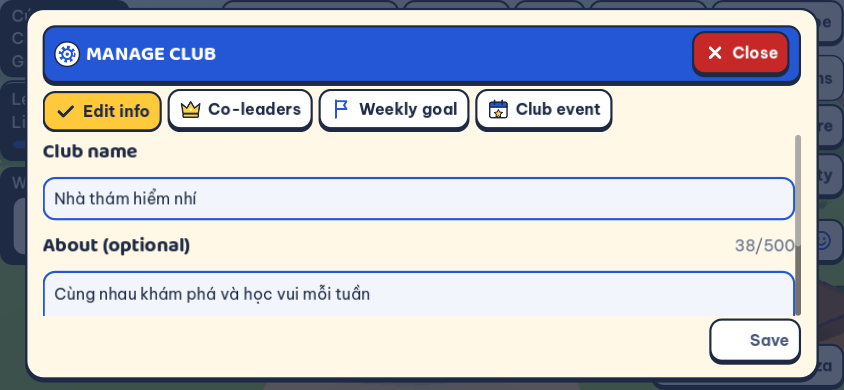 MANAGE CLUB
Close
Edit info
Co-leaders
Weekly goal
Club event
Club name
Nhà thám hiểm nhí
About (optional)
38/500
Cùng nhau khám phá và học vui mỗi tuần
Save